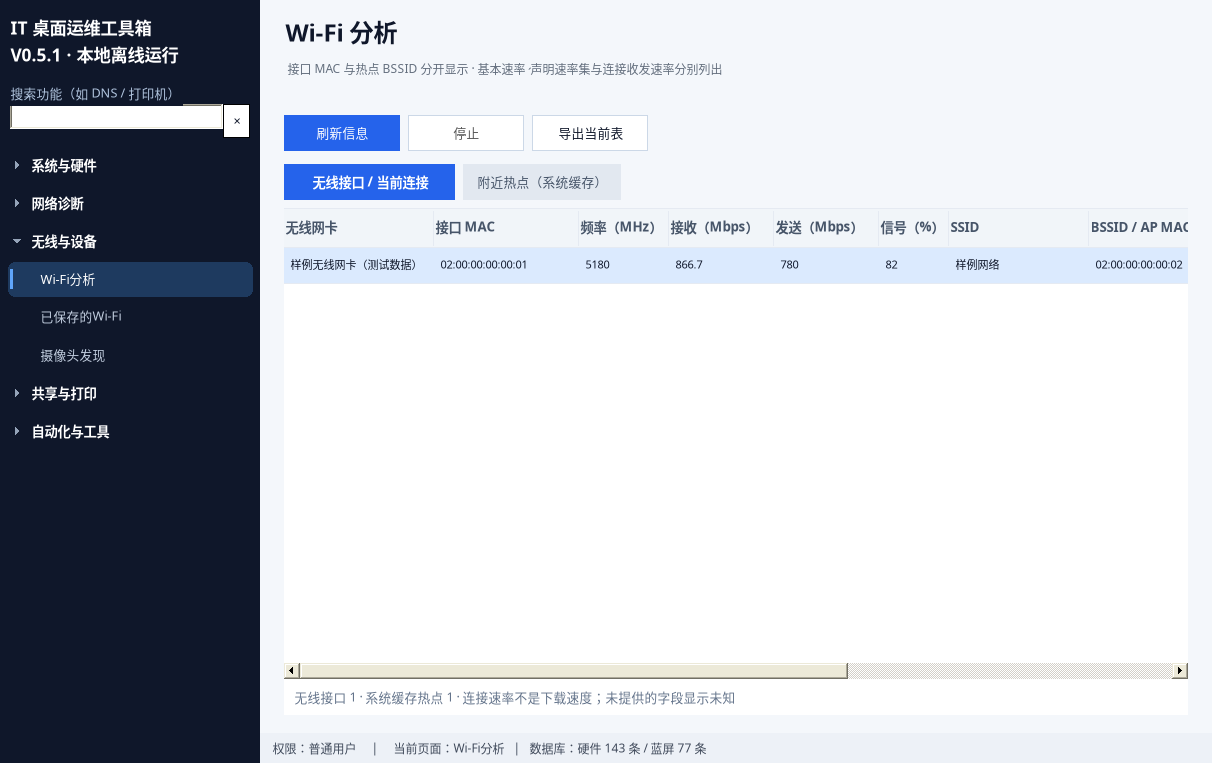 IT 桌面运维工具箱
V0.5.1 · 本地离线运行
搜索功能（如 DNS / 打印机）
×
系统与硬件
网络诊断
无线与设备
Wi-Fi分析
已保存的Wi-Fi
摄像头发现
共享与打印
自动化与工具
Wi-Fi 分析
接口 MAC 与热点 BSSID 分开显示 · 基本速率 ·声明速率集与连接收发速率分别列出
刷新信息 停止 导出当前表
无线接口 / 当前连接 附近热点（系统缓存）
无线网卡 接口 MAC 频率（MHz） 接收（Mbps） 发送（Mbps） 信号（%） SSID BSSID / AP MAC
样例无线网卡（测试数据） 02:00:00:00:00:01 5180 866.7 780 82 样例网络 02:00:00:00:00:02
无线接口 1 · 系统缓存热点 1 · 连接速率不是下载速度；未提供的字段显示未知
权限：普通用户 | 当前页面：Wi-Fi分析 | 数据库：硬件 143 条 / 蓝屏 77 条